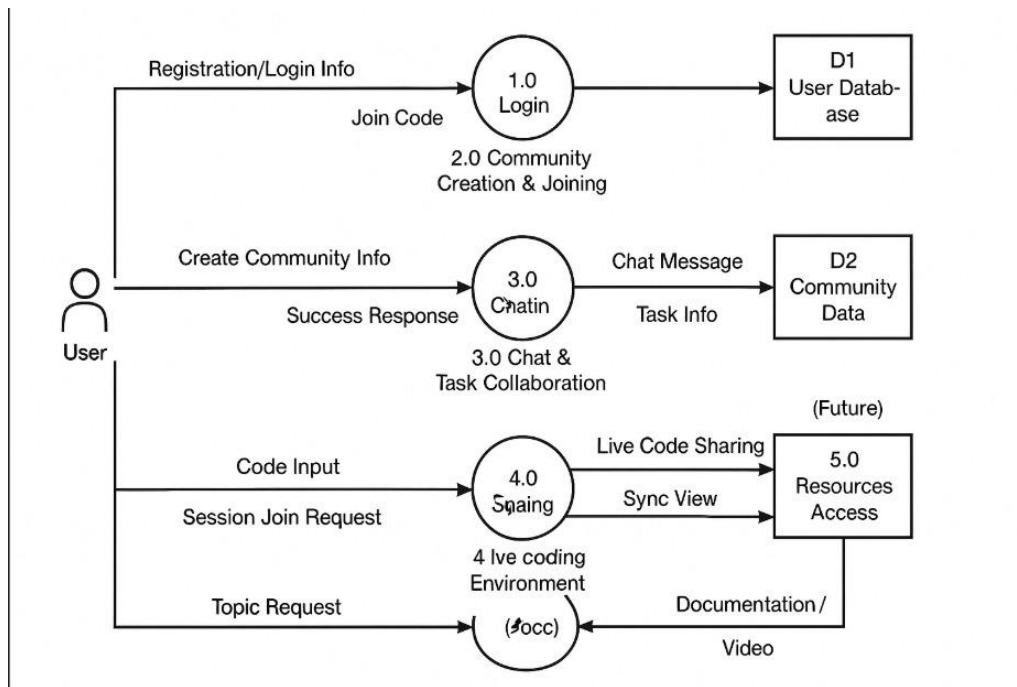 Registration/Login Info
Join Code
1.0
Login
D1
User Datab-
ase
2.0 Community
Creation & Joining
Create Community Info
Success Response
3.0
Chatin
Chat Message
Task Info
D2
Community
Data
User
3.0 Chat &
Task Collaboration
(Future)
Code Input
Session Join Request
4.0
Live Code Sharing
Sync View
5.0
Resources
Access
4 Ive coding
Environment
Topic Request
Documentation /
Video